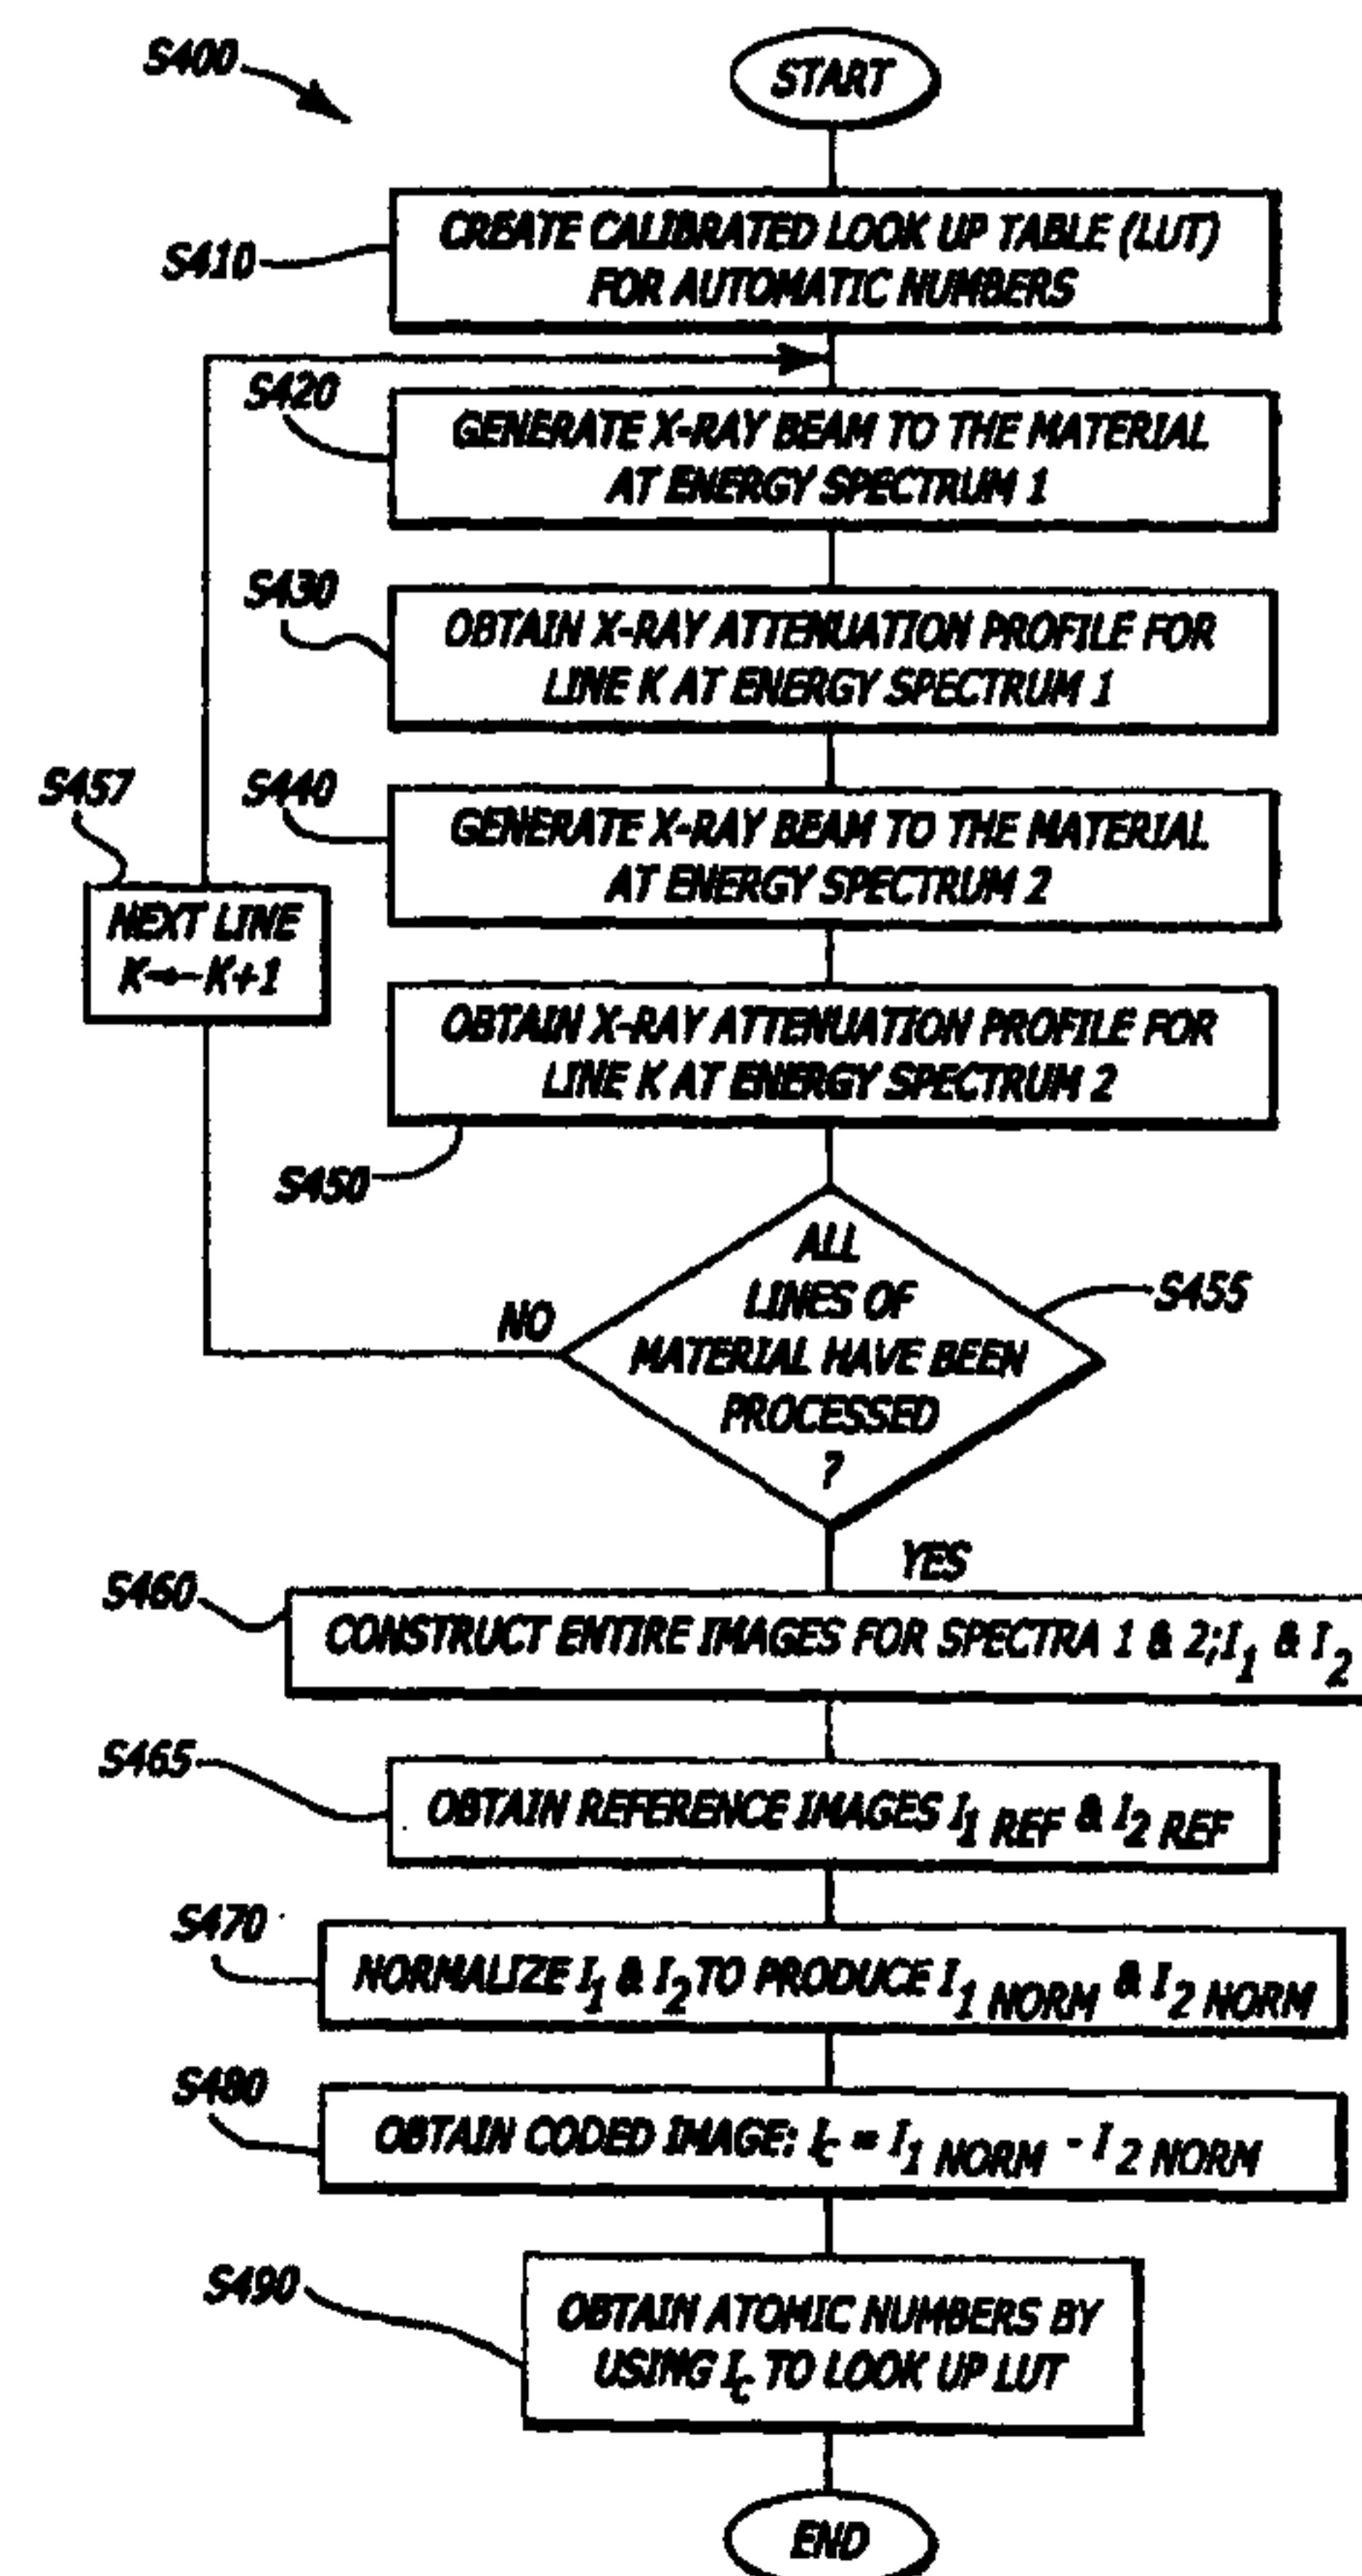 S400
START
S410
CREATE CALIBRATED LOOK UP TABLE (LUT)
FOR AUTOMATIC NUMBERS
S420
GENERATE X-RAY BEAM TO THE MATERIAL
AT ENERGY SPECTRUM 1
S430
OBTAIN X-RAY ATTENUATION PROFILE FOR
LINE K AT ENERGY SPECTRUM 1
S457
NEXT LINE
K←K+1
S440
GENERATE X-RAY BEAM TO THE MATERIAL
AT ENERGY SPECTRUM 2
OBTAIN X-RAY ATTENUATION PROFILE FOR
LINE K AT ENERGY SPECTRUM 2
S450
ALL
LINES OF
MATERIAL HAVE BEEN
PROCESSED
?
S455
NO
YES
S460
CONSTRUCT ENTIRE IMAGES FOR SPECTRA 1 & 2;I1 & I2
S465
OBTAIN REFERENCE IMAGES I1 REF & I2 REF
S470
NORMALIZE I1 & I2 TO PRODUCE I1 NORM & I2 NORM
S480
OBTAIN CODED IMAGE: IC = I1 NORM - I2 NORM
S490
OBTAIN ATOMIC NUMBERS BY
USING IC TO LOOK UP LUT
END